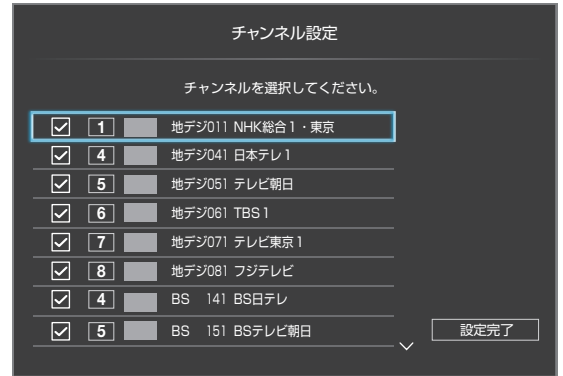 チャンネル設定
チャンネルを選択してください。
1 地デジ011 NHK総合1・東京
4 地デジ041 日本テレ1
5 地デジ051 テレビ朝日
6 地デジ061 TBS1
7 地デジ071 テレビ東京1
8 地デジ081 フジテレビ
4 BS 141 BS日テレ
5 BS 151 BSテレビ朝日
設定完了